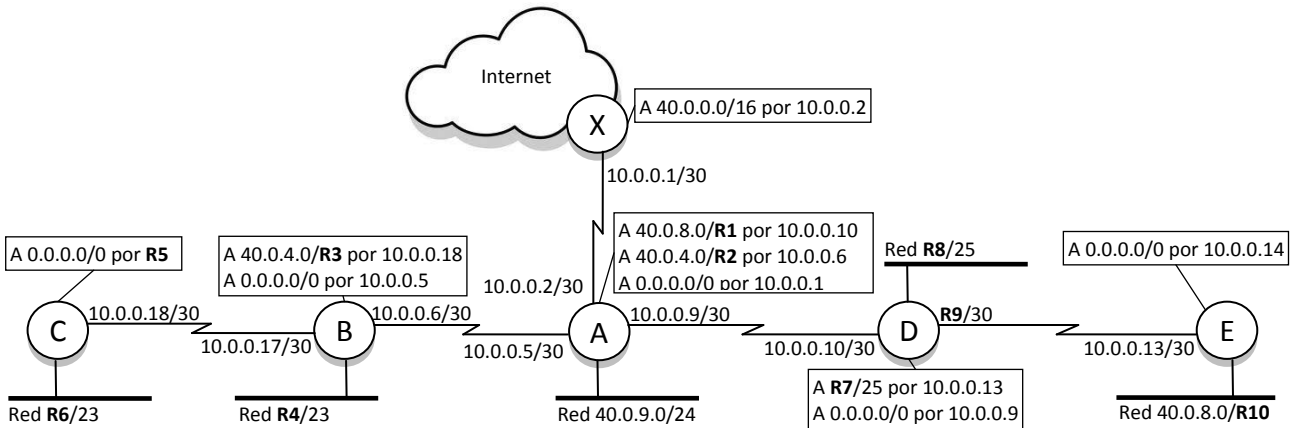 Internet
X
A 40.0.0.0/16 por 10.0.0.2
10.0.0.1/30
A 0.0.0.0/0 por R5
A 40.0.4.0/R3 por 10.0.0.18
A 0.0.0.0/0 por 10.0.0.5
A 40.0.8.0/R1 por 10.0.0.10
A 40.0.4.0/R2 por 10.0.0.6
A 0.0.0.0/0 por 10.0.0.1
Red R8/25
A 0.0.0.0/0 por 10.0.0.14
10.0.0.2/30
C
10.0.0.18/30
10.0.0.17/30
B
10.0.0.6/30
10.0.0.5/30
A
10.0.0.9/30
10.0.0.10/30
D
R9/30
10.0.0.13/30
E
A R7/25 por 10.0.0.13
A 0.0.0.0/0 por 10.0.0.9
Red R6/23
Red R4/23
Red 40.0.9.0/24
Red 40.0.8.0/R10